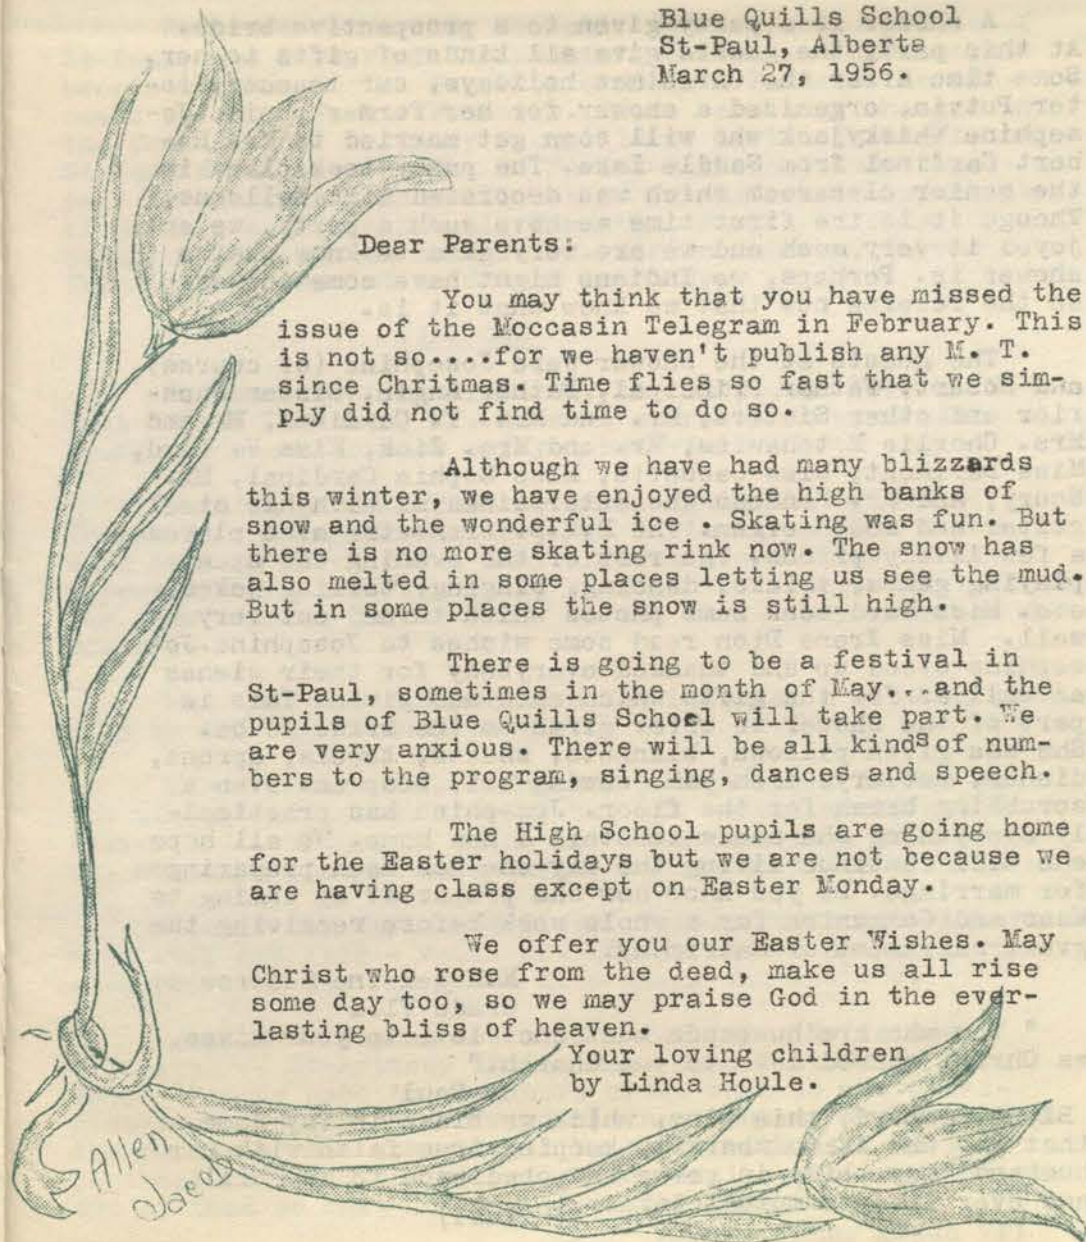 Blue Quills School
St-Paul, Alberta
March 27, 1956.
Dear Parents:
You may think that you have missed the
issue of the Moccasin Telegram in February. This
is not so....for we haven't publish any M. T.
since Chritmas. Time flies so fast that we sim-
ply did not find time to do so.
Although we have had many blizzards
this winter, we have enjoyed the high banks of
snow and the wonderful ice . Skating was fun. But
there is no more skating rink now. The snow has
also melted in some places letting us see the mud.
But in some places the snow is still high.
There is going to be a festival in
St-Paul, sometimes in the month of May...and the
pupils of Blue Quills School will take part. We
are very anxious. There will be all kinds of num-
bers to the program, singing, dances and speech.
The High School pupils are going home
for the Easter holidays but we are not because we
are having class except on Easter Monday.
We offer you our Easter Wishes. May
Christ who rose from the dead, make us all rise
some day too, so we may praise God in the ever-
lasting bliss of heaven.
Your loving children
by Linda Houle.
Allen
Jacob